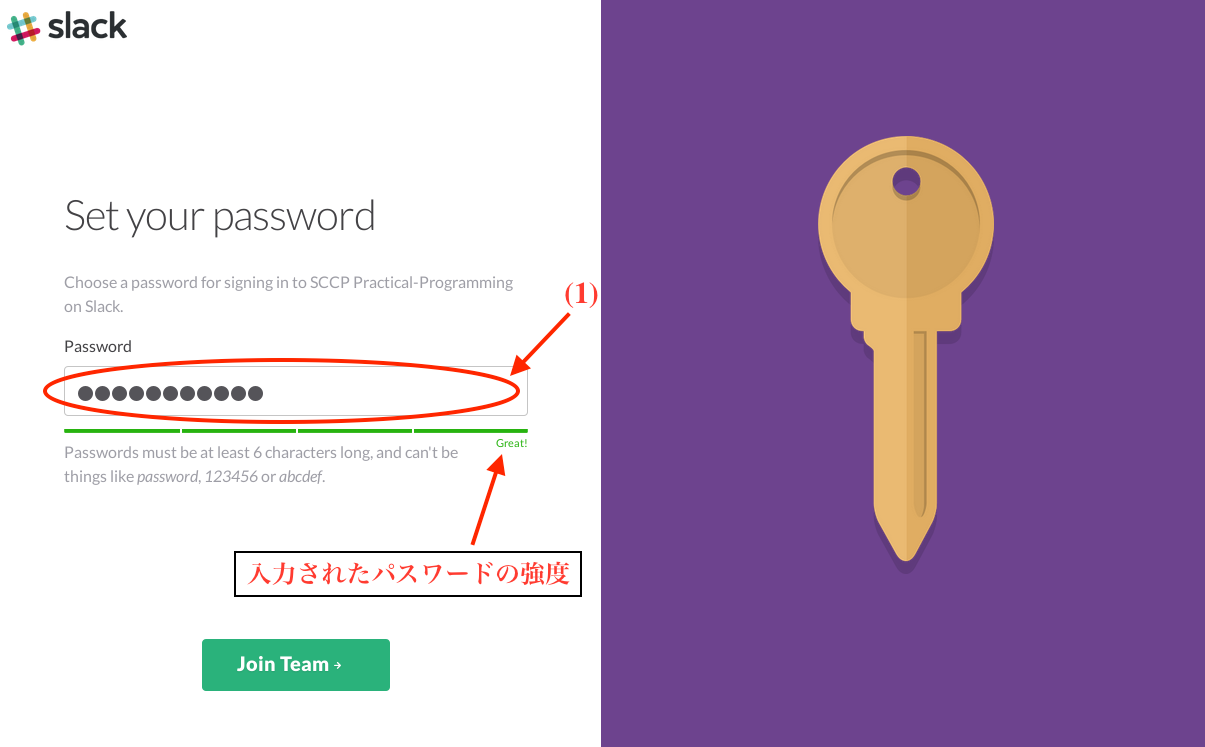 slack
Set your password
Choose a password for signing in to SCCP Practical-Programming
on Slack.
(1)
Password
Great!
Passwords must be at least 6 characters long, and can't be
things like password, 123456 or abcdef.
入力されたパスワードの強度
Join Team →